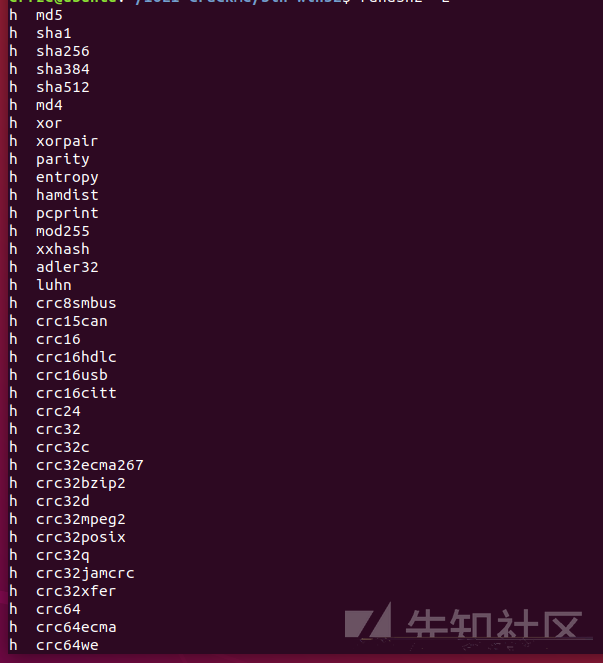 h md5
h sha1
h sha256
h sha384
h sha512
h md4
h xor
h xorpair
h parity
h entropy
h hamdist
h pcprint
h mod255
h xxhash
h adler32
h luhn
h crc8smbus
h crc15can
h crc16
h crc16hdlc
h crc16usb
h crc16citt
h crc24
h crc32
h crc32c
h crc32ecma267
h crc32bzip2
h crc32d
h crc32mpeg2
h crc32posix
h crc32q
h crc32jamcrc
h crc32xfer
h crc64
h crc64ecma
h crc64we
先知社区